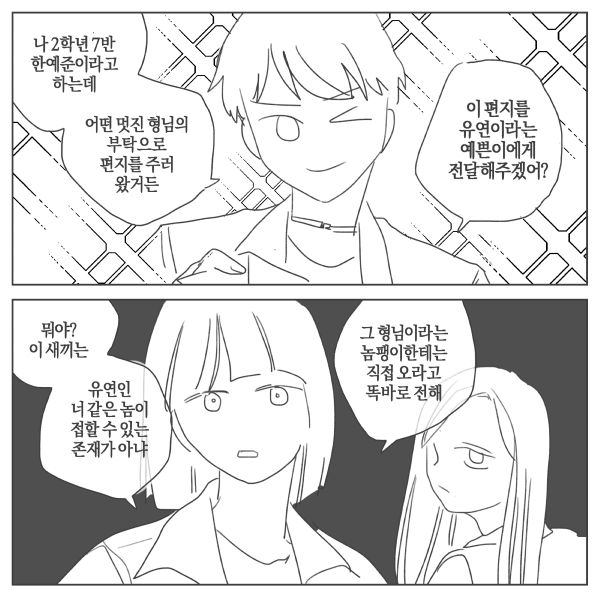 나 2학년 7반
한예준이라고
하는데
어떤 멋진 형님의
부탁으로
편지를 주러
왔거든
이 편지를
유연이라는
예쁜이에게
전달해주겠어?
뭐야?
이 새끼는
유연인
너 같은 놈이
접할 수 있는
존재가 아냐
그 형님이라는
놈팽이한테는
직접 오라고
똑바로 전해